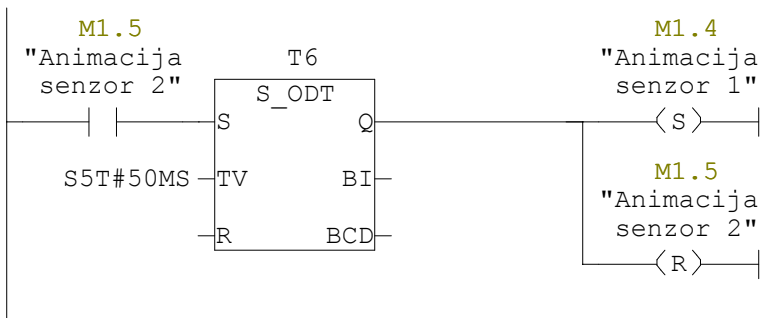 M1.5
"Animacija
senzor 2"
T6
S_ODT
S
Q
S5T#50MS
TV
BI
R
BCD
M1.4
"Animacija
senzor 1"
S
M1.5
"Animacija
senzor 2"
R